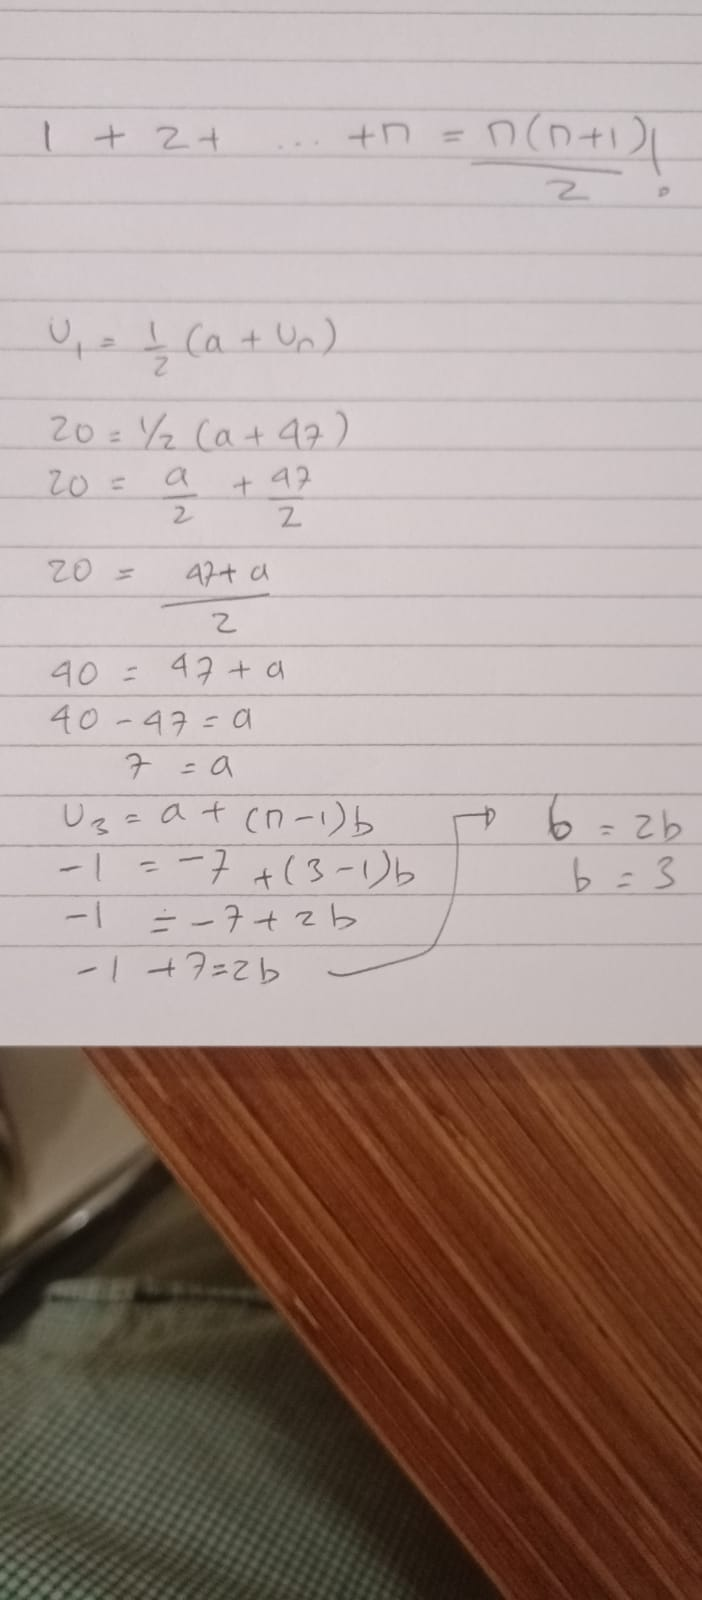 1 + 2 + ... + n = n(n+1)/2 !
U₁ = 1/2 (a + Un)
20 = 1/2 (a + 47)
20 = a/2 + 47/2
20 = 47 + a/2
40 = 47 + a
40 - 47 = a
7 = a
U₃ = a + (n-1)b
-1 = -7 + (3-1)b
-1 = -7 + 2b
-1 + 7 = 2b
→ 6 = 2b
b = 3